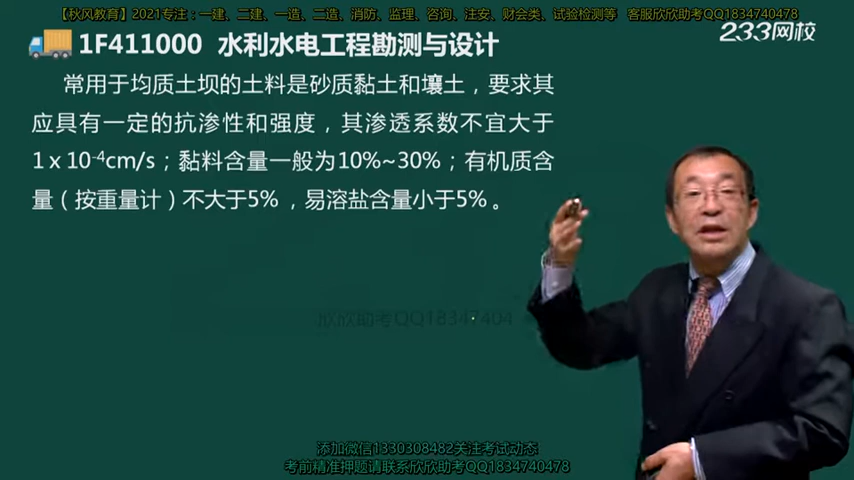 【秋风教育】2021专注：一建、二建、一造、二造、消防、监理、咨询、注安、财会类、试验检测等 客服欣欣助考QQ1834740478
233网校
1F411000 水利水电工程勘测与设计
常用于均质土坝的土料是砂质黏土和壤土，要求其
应具有一定的抗渗性和强度，其渗透系数不宜大于
1 x 10-4cm/s；黏料含量一般为10%~30%；有机质含
量（按重量计）不大于5% ，易溶盐含量小于5% 。
欣欣助考QQ18347404
添加微信1330308482关注考试动态
考前精准押题请联系欣欣助考QQ1834740478